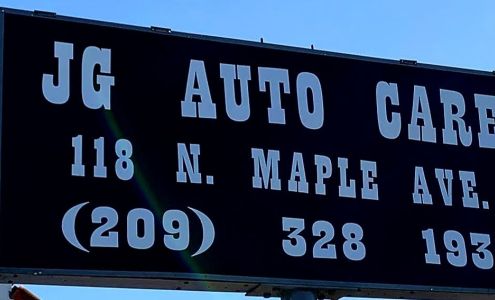 JG AUTO CARE
118 N. MAPLE AVE.
(209) 328 193